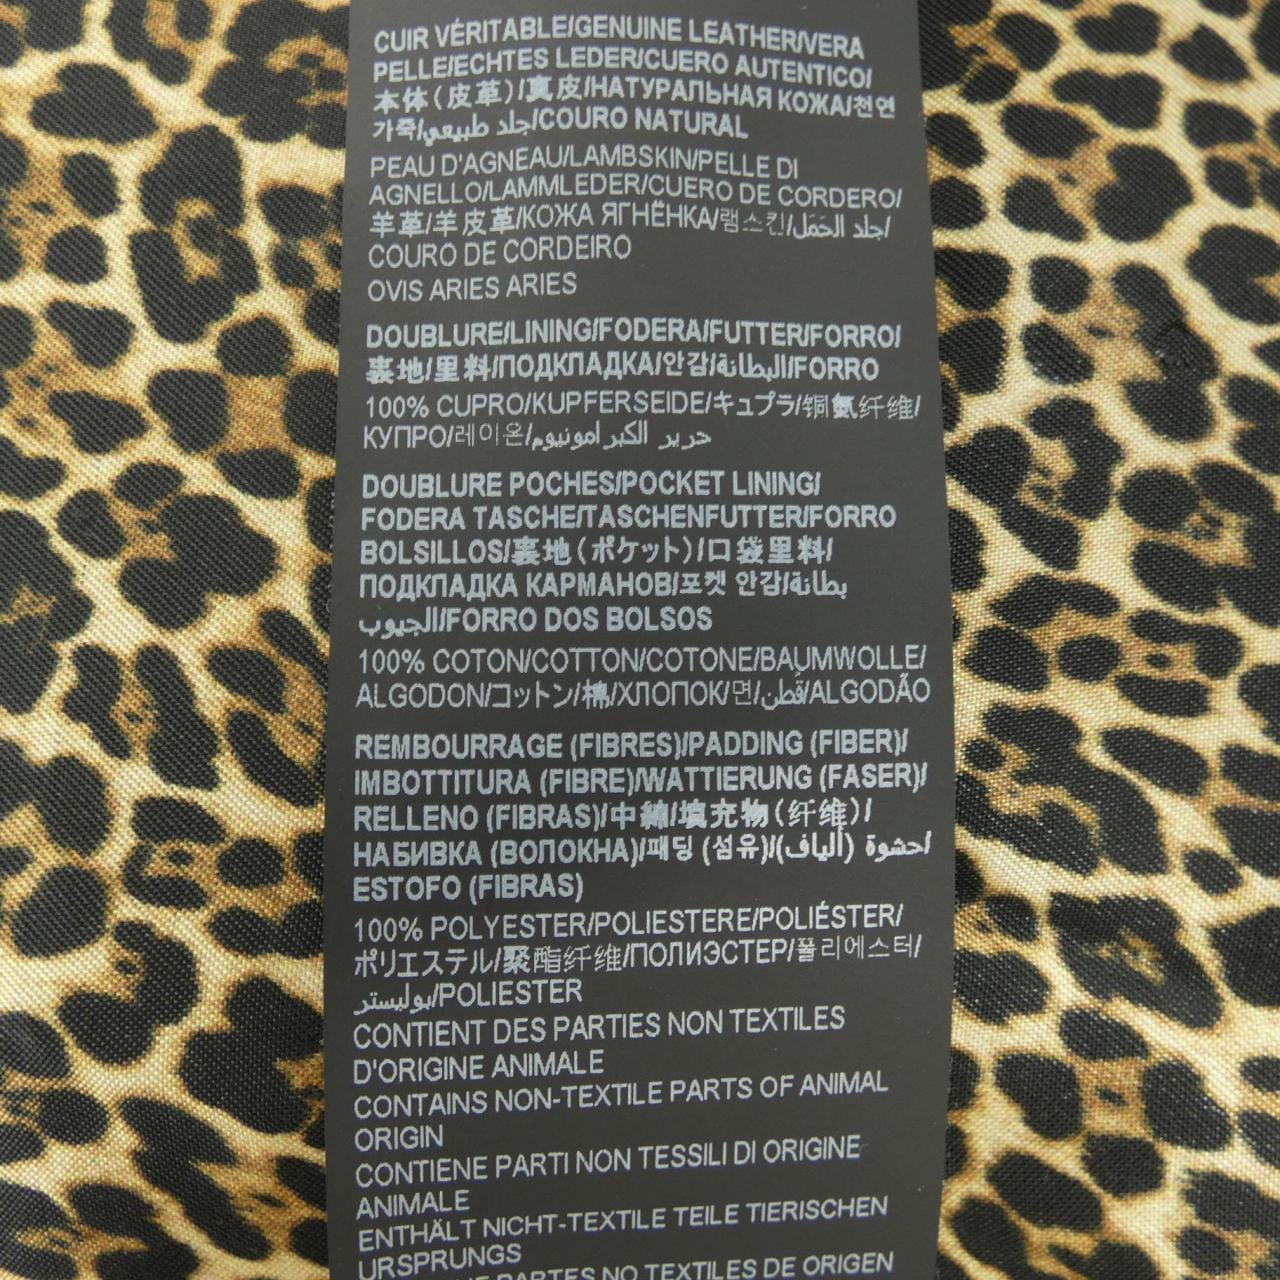 CUIR VÉRITABLE/GENUINE LEATHER/VERA
PELLE/ECHTES LEDER/CUERO AUTENTICO/
本体（皮革）/真皮/НАТУРАЛЬНАЯ КОЖА/천연
가죽/جلد طبيعي/COURO NATURAL
PEAU D'AGNEAU/LAMBSKIN/PELLE DI
AGNELLO/LAMMLEDER/CUERO DE CORDERO/
羊革/羊皮革/КОЖА ЯГНЁНКА/램스킨/جلد الحَمَل/
COURO DE CORDEIRO
OVIS ARIES ARIES
DOUBLURE/LINING/FODERA/FUTTER/FORRO/
裏地/里料/ПОДКЛАДКА/안감/البطانة/FORRO
100% CUPRO/KUPFERSEIDE/キュプラ/铜氨纤维/
КУПРО/레이온/حرير الكبرامونيوم
DOUBLURE POCHES/POCKET LINING/
FODERA TASCHE/TASCHENFUTTER/FORRO
BOLSILLOS/裏地（ポケット）/口袋里料/
ПОДКЛАДКА КАРМАНОВ/포켓 안감/بطانة
الجيوب/FORRO DOS BOLSOS
100% COTON/COTTON/COTONE/BAUMWOLLE/
ALGODON/コットン/棉/ХЛОПОК/면/قُطن/ALGODÃO
REMBOURRAGE (FIBRES)/PADDING (FIBER)/
IMBOTTITURA (FIBRE)/WATTIERUNG (FASER)/
RELLENO (FIBRAS)/中綿/填充物（纤维）/
НАБИВКА (ВОЛОКНА)/패딩 (섬유)/حشوة (ألياف)/
ESTOFO (FIBRAS)
100% POLYESTER/POLIESTERE/POLIÉSTER/
ポリエステル/聚酯纤维/ПОЛИЭСТЕР/폴리에스터/
بوليستر/POLIESTER
CONTIENT DES PARTIES NON TEXTILES
D'ORIGINE ANIMALE
CONTAINS NON-TEXTILE PARTS OF ANIMAL
ORIGIN
CONTIENE PARTI NON TESSILI DI ORIGINE
ANIMALE
ENTHÄLT NICHT-TEXTILE TEILE TIERISCHEN
URSPRUNGS
PARTES NO TEXTILES DE ORIGEN